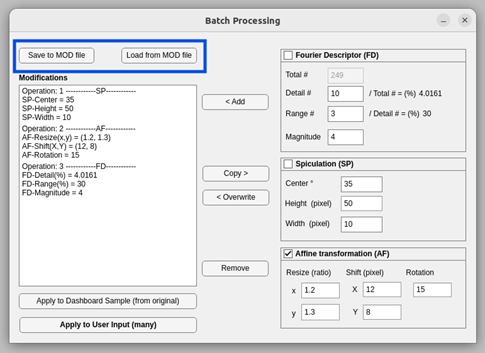 Batch Processing
Save to MOD file
Load from MOD file
Modifications
Operation: 1 ------------SP------------
SP-Center = 35
SP-Height = 50
SP-Width = 10
Operation: 2 ------------AF------------
AF-Resize(x,y) = (1.2, 1.3)
AF-Shift(X,Y) = (12, 8)
AF-Rotation = 15
Operation: 3 ------------FD------------
FD-Detail(%) = 4.0161
FD-Range(%) = 30
FD-Magnitude = 4
Apply to Dashboard Sample (from original)
Apply to User Input (many)
< Add
Copy >
< Overwrite
Remove
Fourier Descriptor (FD)
Total # 249
Detail # 10 / Total # = (%) 4.0161
Range # 3 / Detail # = (%) 30
Magnitude 4
Spiculation (SP)
Center ° 35
Height (pixel) 50
Width (pixel) 10
Affine transformation (AF)
Resize (ratio) Shift (pixel) Rotation
x 1.2 X 12 15
y 1.3 Y 8